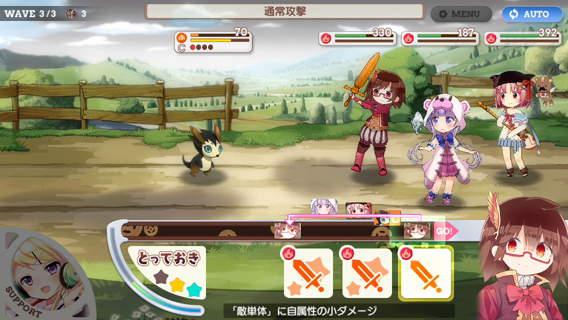 WAVE 3/3 3
通常攻撃
MENU
AUTO
70
C
330
187
392
GO!
とっておき
SUPPORT
「敵単体」に自属性の小ダメージ